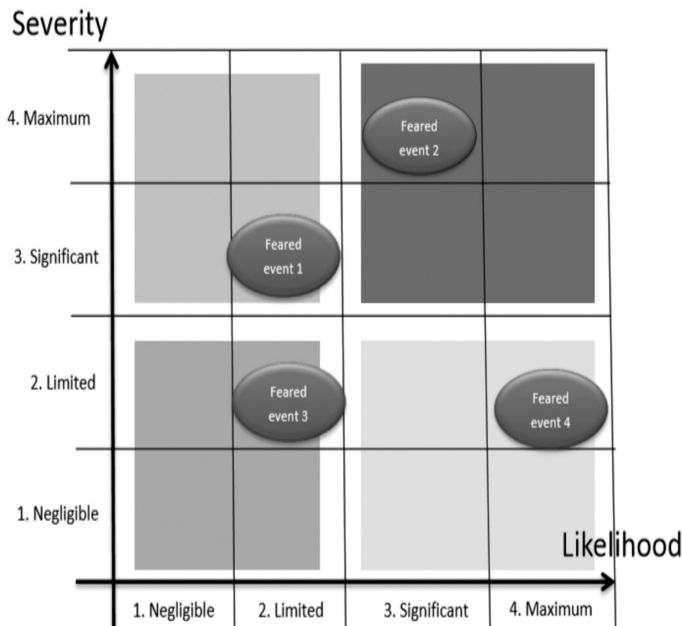 Severity
4. Maximum
Feared
event 2
3. Significant
Feared
event 1
2. Limited
Feared
event 3
Feared
event 4
1. Negligible
Likelihood
1. Negligible
2. Limited
3. Significant
4. Maximum